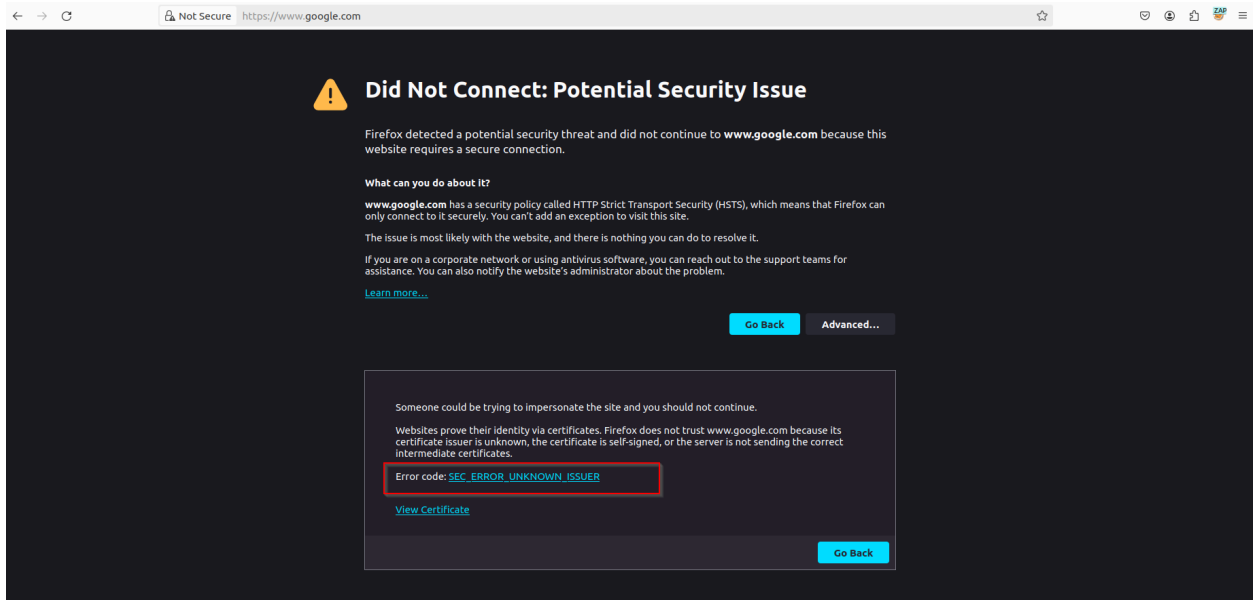 Not Secure https://www.google.com
ZAP
Did Not Connect: Potential Security Issue
Firefox detected a potential security threat and did not continue to www.google.com because this
website requires a secure connection.
What can you do about it?
www.google.com has a security policy called HTTP Strict Transport Security (HSTS), which means that Firefox can
only connect to it securely. You can't add an exception to visit this site.
The issue is most likely with the website, and there is nothing you can do to resolve it.
If you are on a corporate network or using antivirus software, you can reach out to the support teams for
assistance. You can also notify the website's administrator about the problem.
Learn more…
Go Back Advanced…
Someone could be trying to impersonate the site and you should not continue.
Websites prove their identity via certificates. Firefox does not trust www.google.com because its
certificate issuer is unknown, the certificate is self-signed, or the server is not sending the correct
intermediate certificates.
Error code: SEC_ERROR_UNKNOWN_ISSUER
View Certificate
Go Back